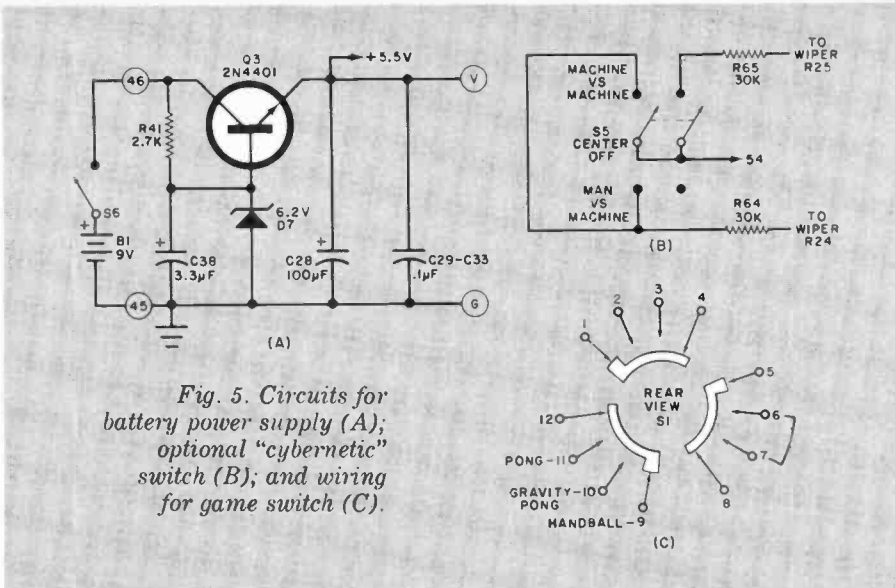 Q3
2N4401
+5.5V
46
V
R41
2.7K
S6
+
B1
9V
+
C38
3.3µF
6.2V
D7
+
C28
100µF
C29-C33
.1µF
45
G
(A)
MACHINE
VS
MACHINE
R65
30K
TO
WIPER
R25
S5
CENTER
OFF
54
MAN
VS
MACHINE
R64
30K
TO
WIPER
R24
(B)
1
2
3
4
5
6
7
8
REAR
VIEW
S1
12
PONG-11
GRAVITY-10
PONG
HANDBALL-9
(C)
Fig. 5. Circuits for
battery power supply (A);
optional "cybernetic"
switch (B); and wiring
for game switch (C).